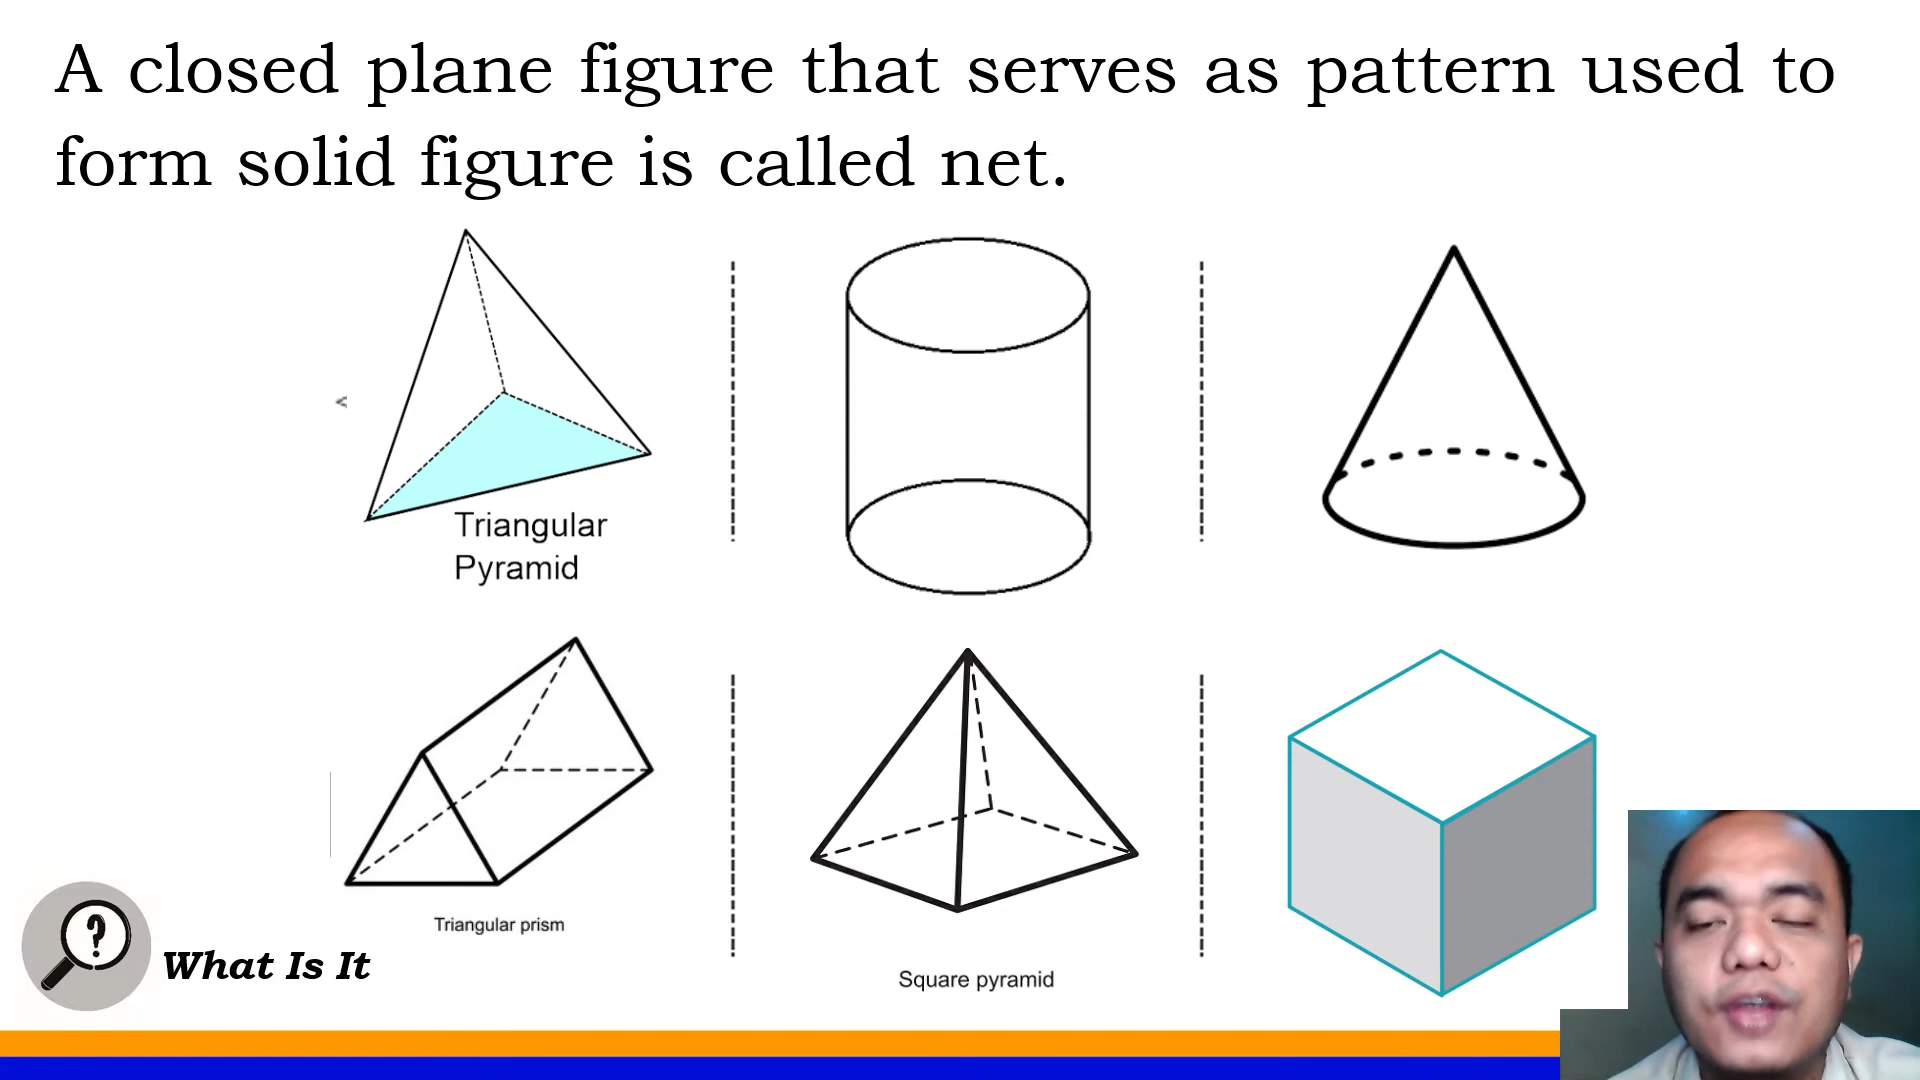 A closed plane figure that serves as pattern used to
form solid figure is called net.
<
Triangular
Pyramid
Triangular prism
Square pyramid
?
What Is It